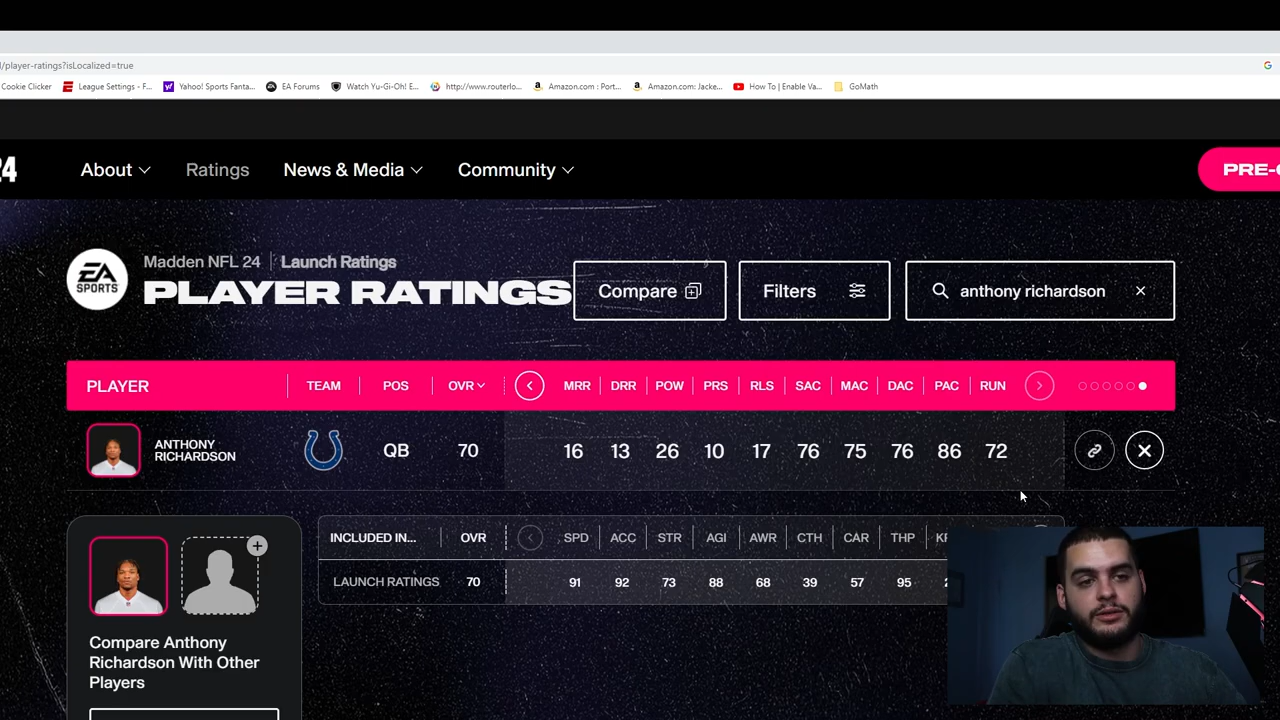 l/player-ratings?isLocalized=true
Cookie Clicker League Settings - F... Yahoo! Sports Fanta... EA Forums Watch Yu-Gi-Oh! E... http://www.routerlo... Amazon.com : Port... Amazon.com: Jacke... How To | Enable Va... GoMath
24 About Ratings News & Media Community PRE-
EA SPORTS
Madden NFL 24 | Launch Ratings
PLAYER RATINGS Compare Filters anthony richardson
PLAYER TEAM POS OVR MRR DRR POW PRS RLS SAC MAC DAC PAC RUN
ANTHONY RICHARDSON QB 70 16 13 26 10 17 76 75 76 86 72
INCLUDED IN... OVR SPD ACC STR AGI AWR CTH CAR THP
LAUNCH RATINGS 70 91 92 73 88 68 39 57 95
Compare Anthony
Richardson With Other
Players